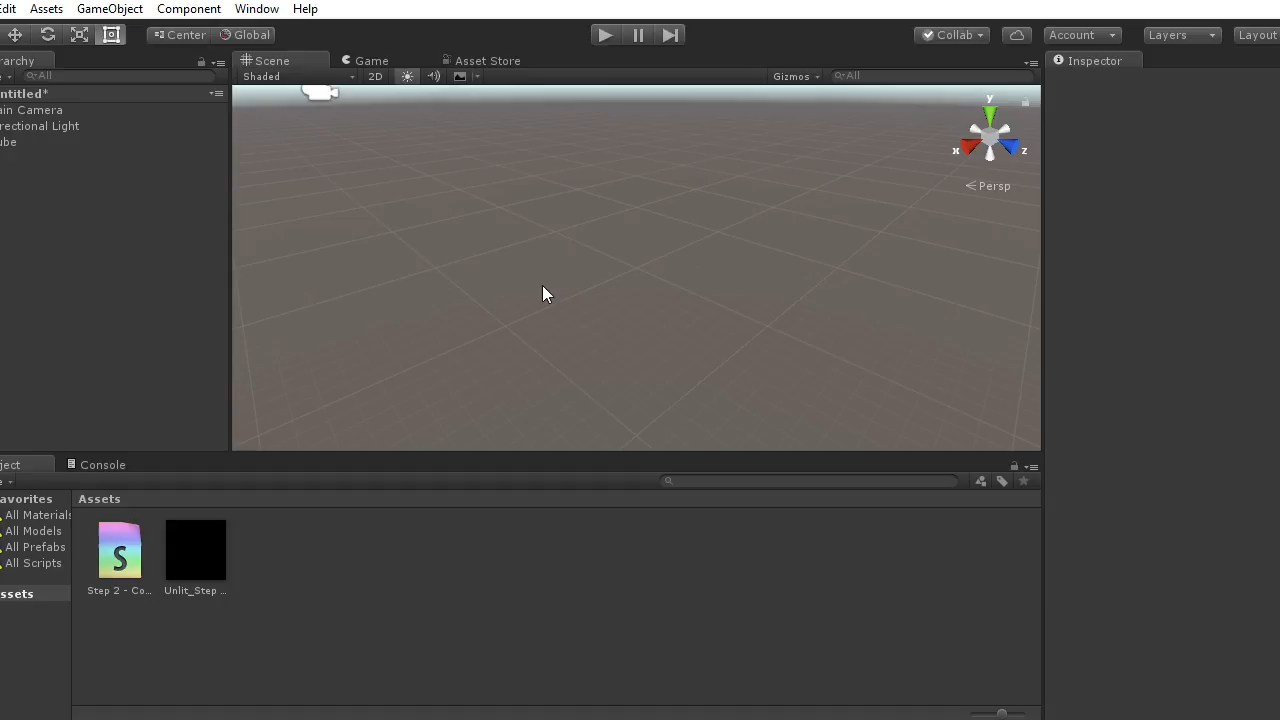 Edit Assets GameObject Component Window Help
Center Global Collab Account Layers Layout
rarchy Scene Game Asset Store Inspector
All Shaded 2D Gizmos All
ntitled*
ain Camera
rectional Light
ube
y
x z
Persp
ject Console
avorites Assets
All Materials
All Models
All Prefabs
All Scripts
ssets
S
Step 2 - Co... Unlit_Step ...